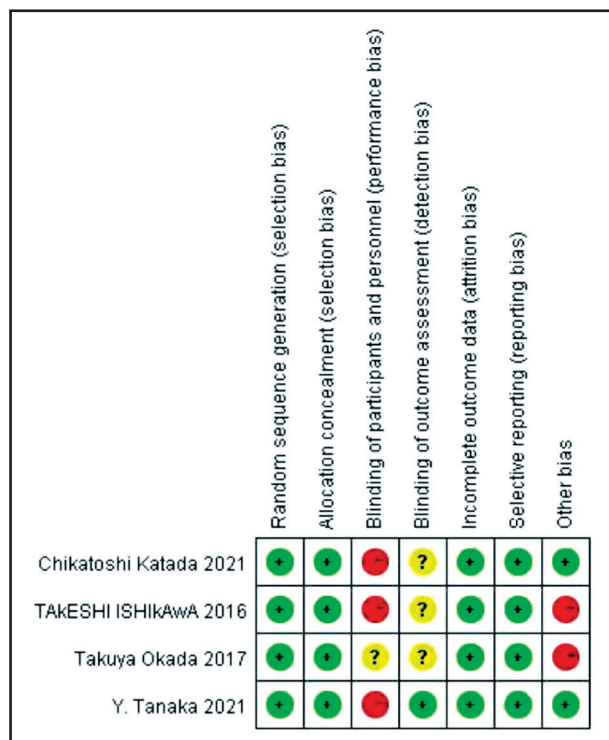 Random sequence generation (selection bias)
Allocation concealment (selection bias)
Blinding of participants and personnel (performance bias)
Blinding of outcome assessment (detection bias)
Incomplete outcome data (attrition bias)
Selective reporting (reporting bias)
Other bias
Chikatoshi Katada 2021 + + - ? + + +
TAkESHI ISHIkAwA 2016 + + - ? + + -
Takuya Okada 2017 + + ? ? + + -
Y. Tanaka 2021 + + - + + + +